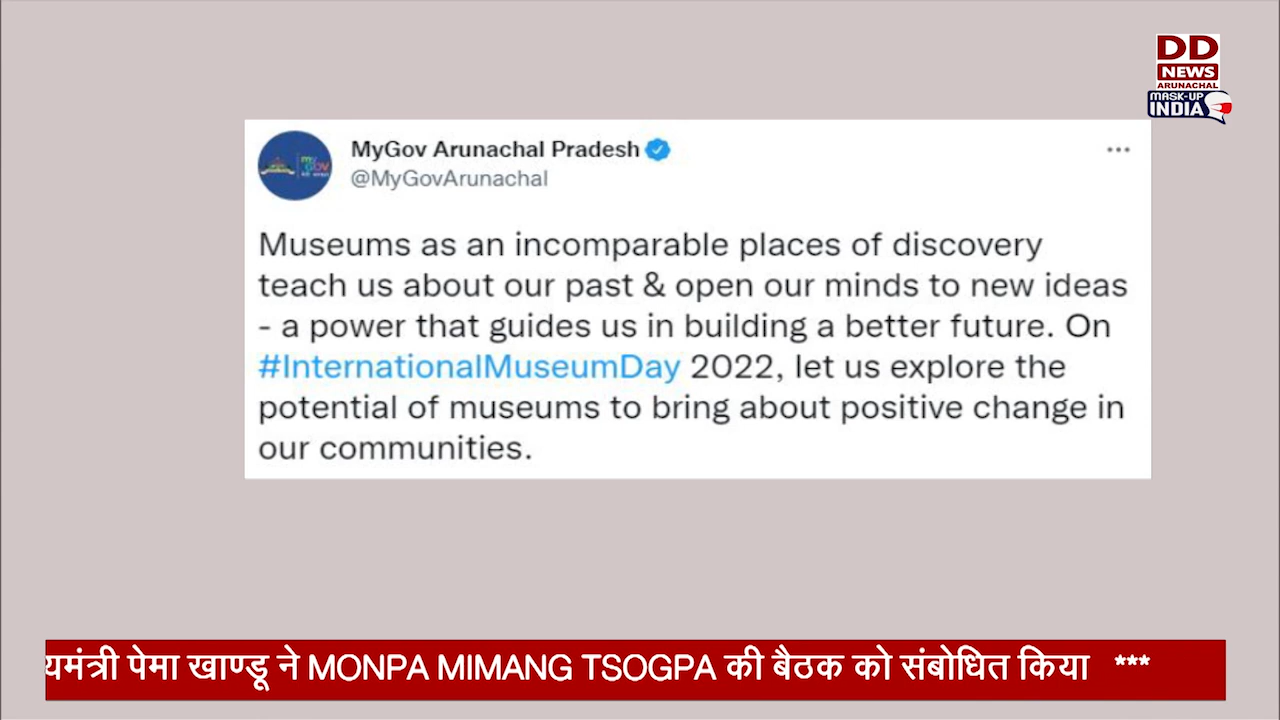 DD
NEWS
ARUNACHAL
MASK-UP
INDIA
MyGov Arunachal Pradesh
@MyGovArunachal
Museums as an incomparable places of discovery
teach us about our past & open our minds to new ideas
- a power that guides us in building a better future. On
#InternationalMuseumDay 2022, let us explore the
potential of museums to bring about positive change in
our communities.
यमंत्री पेमा खाण्डू ने MONPA MIMANG TSOGPA की बैठक को संबोधित किया ***